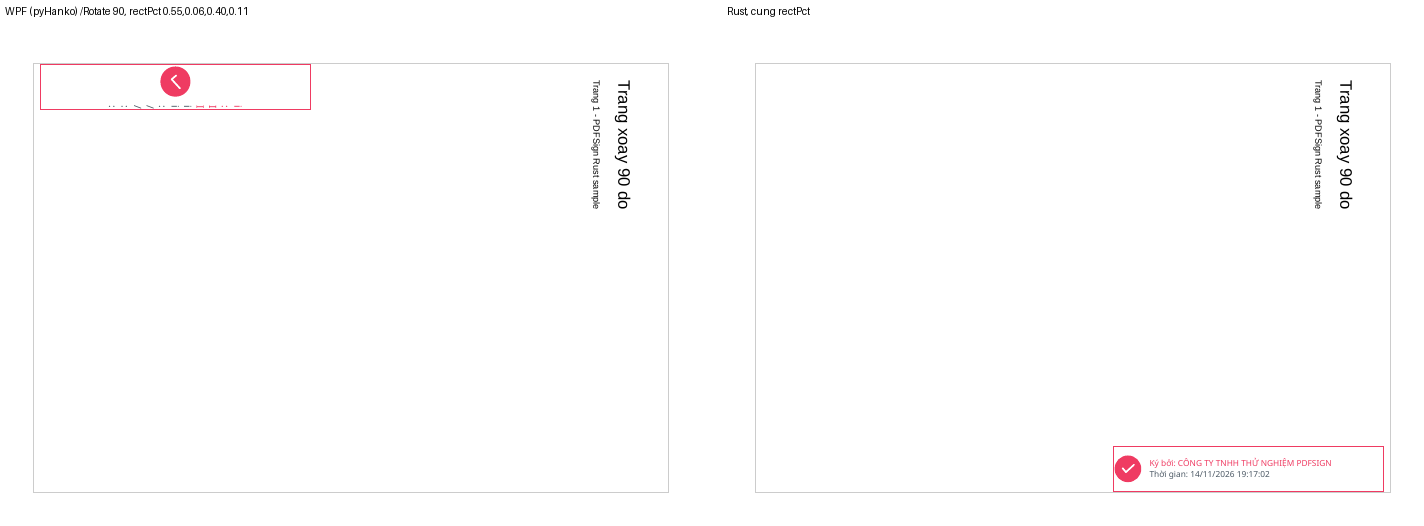 WPF (pyHanko) /Rotate 90, rectPct 0.55,0.06,0.40,0.11
Trang xoay 90 do
Trang 1 - PDFSign Rust sample
Rust, cung rectPct
Trang xoay 90 do
Trang 1 - PDFSign Rust sample
Ký bởi: CÔNG TY TNHH THỬ NGHIỆM PDFSIGN
Thời gian: 14/11/2026 19:17:02